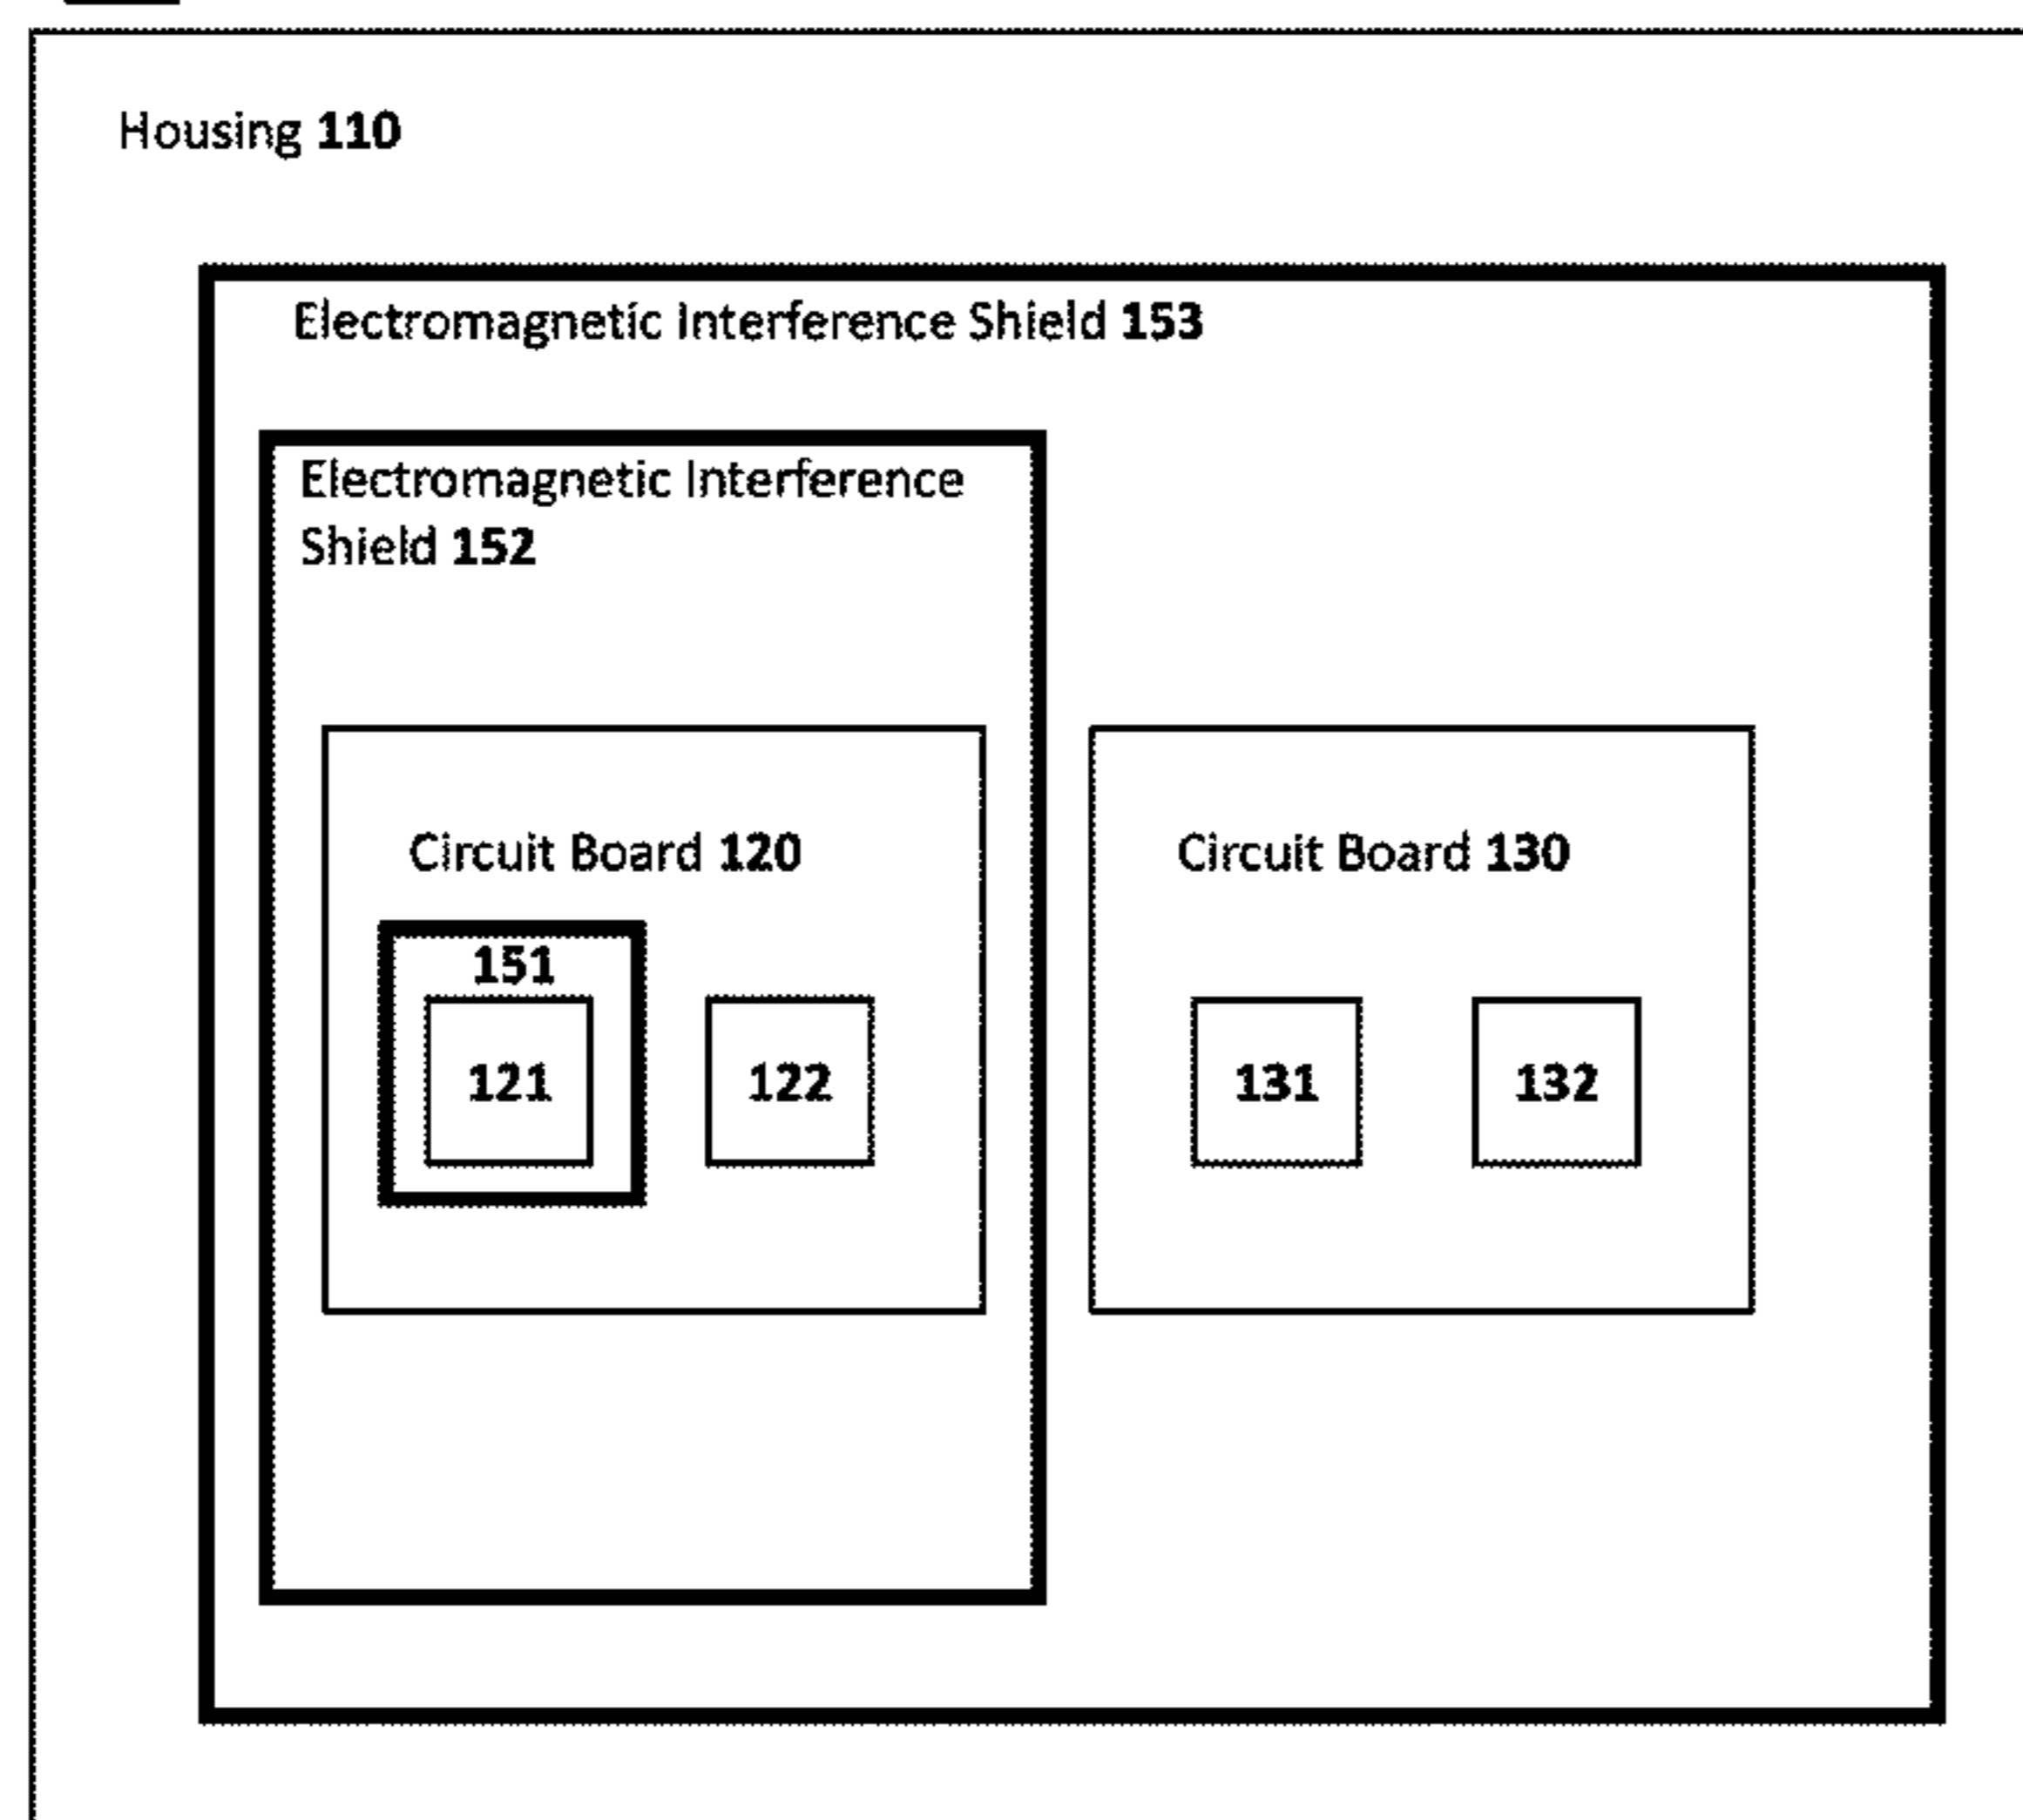 Housing 110
Electromagnetic Interference Shield 153
Electromagnetic Interference
Shield 152
Circuit Board 120
Circuit Board 130
151
121
122
131
132